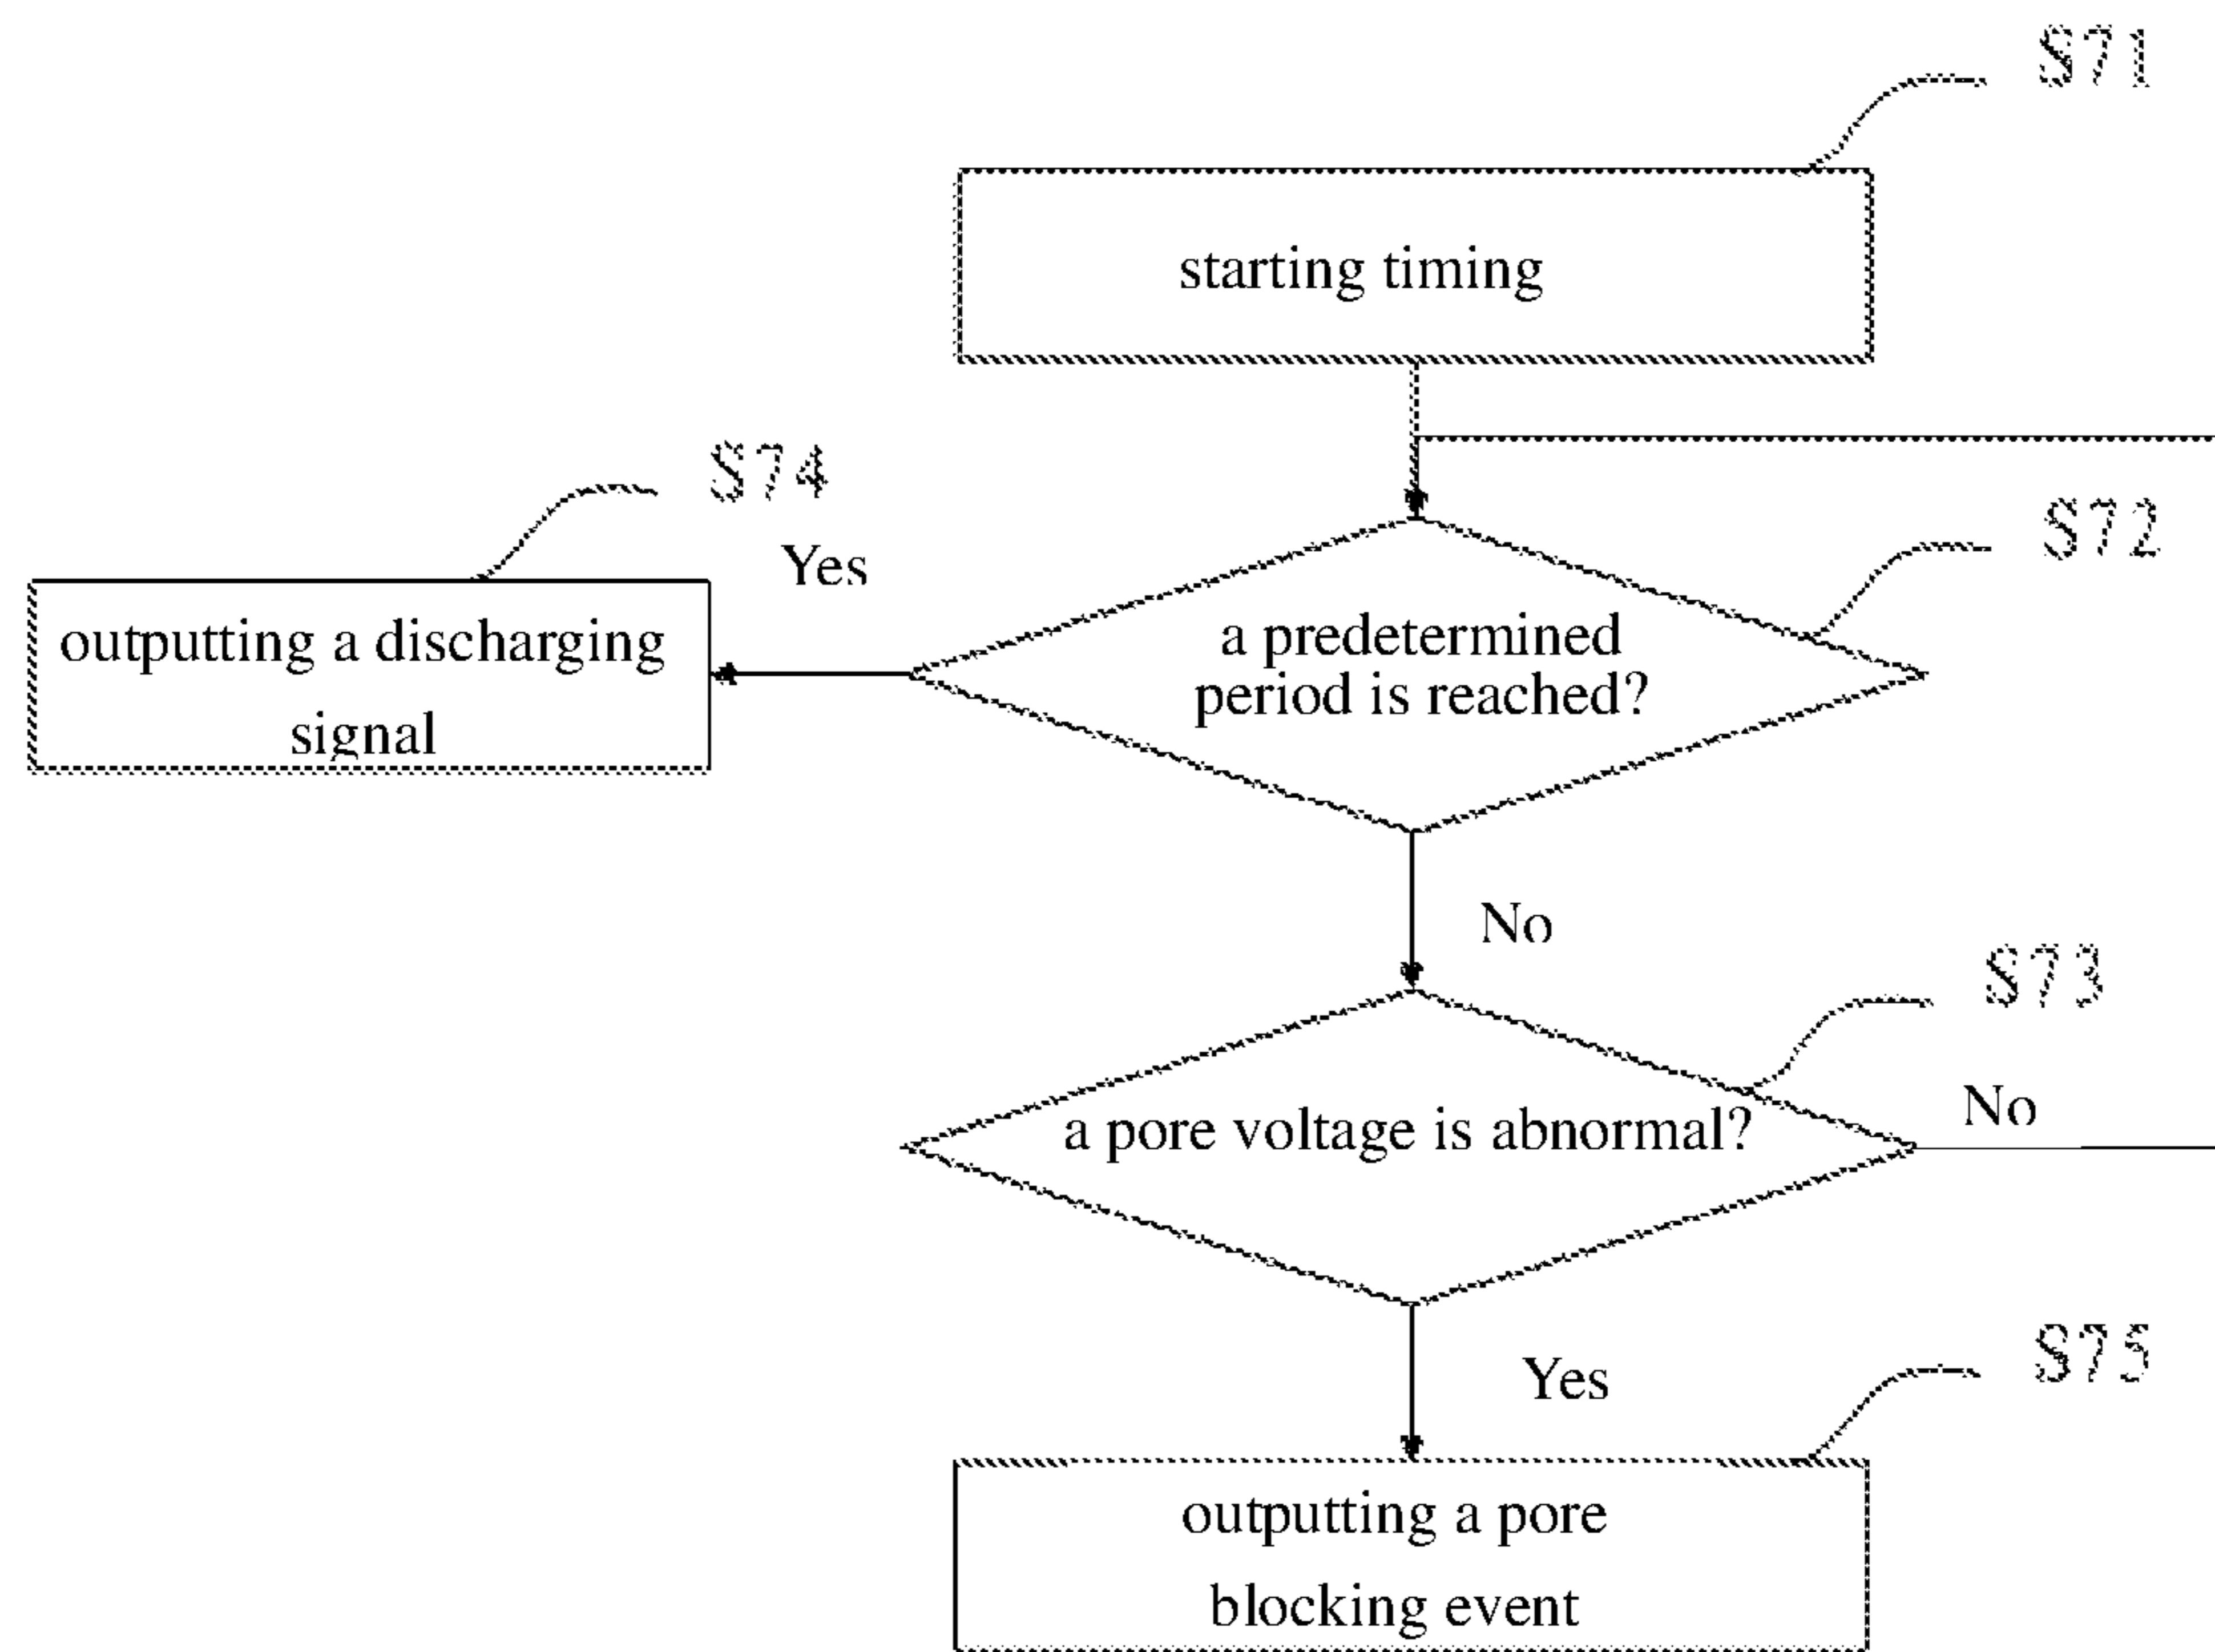 S71
starting timing
S74
Yes
S72
outputting a discharging
signal
a predetermined
period is reached?
No
S73
a pore voltage is abnormal?
No
Yes
S75
outputting a pore
blocking event